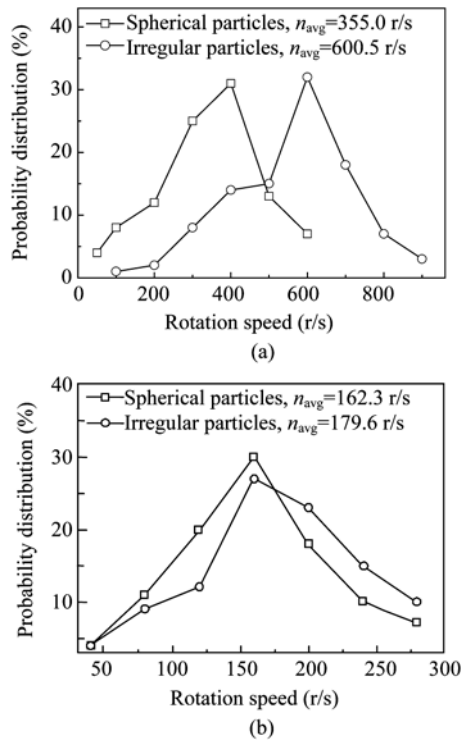 Spherical particles, navg=355.0 r/s
Irregular particles, navg=600.5 r/s
Probability distribution (%)
40
30
20
10
0
200
400
600
800
Rotation speed (r/s)
(a)
Spherical particles, navg=162.3 r/s
Irregular particles, navg=179.6 r/s
Probability distribution (%)
40
30
20
10
50
100
150
200
250
300
Rotation speed (r/s)
(b)